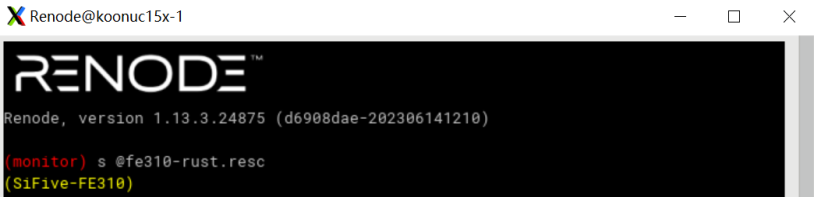 Renode@koonuc15x-1
RENODE™
Renode, version 1.13.3.24875 (d6908dae-202306141210)
(monitor) s @fe310-rust.resc
(SiFive-FE310)